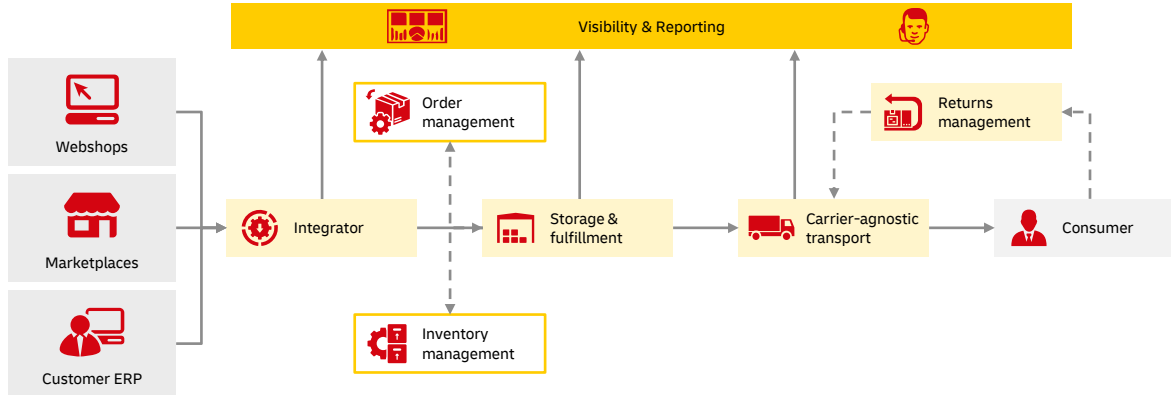 Visibility & Reporting
Webshops
Marketplaces
Customer ERP
Integrator
Order
management
Inventory
management
Storage &
fulfillment
Carrier-agnostic
transport
Returns
management
Consumer